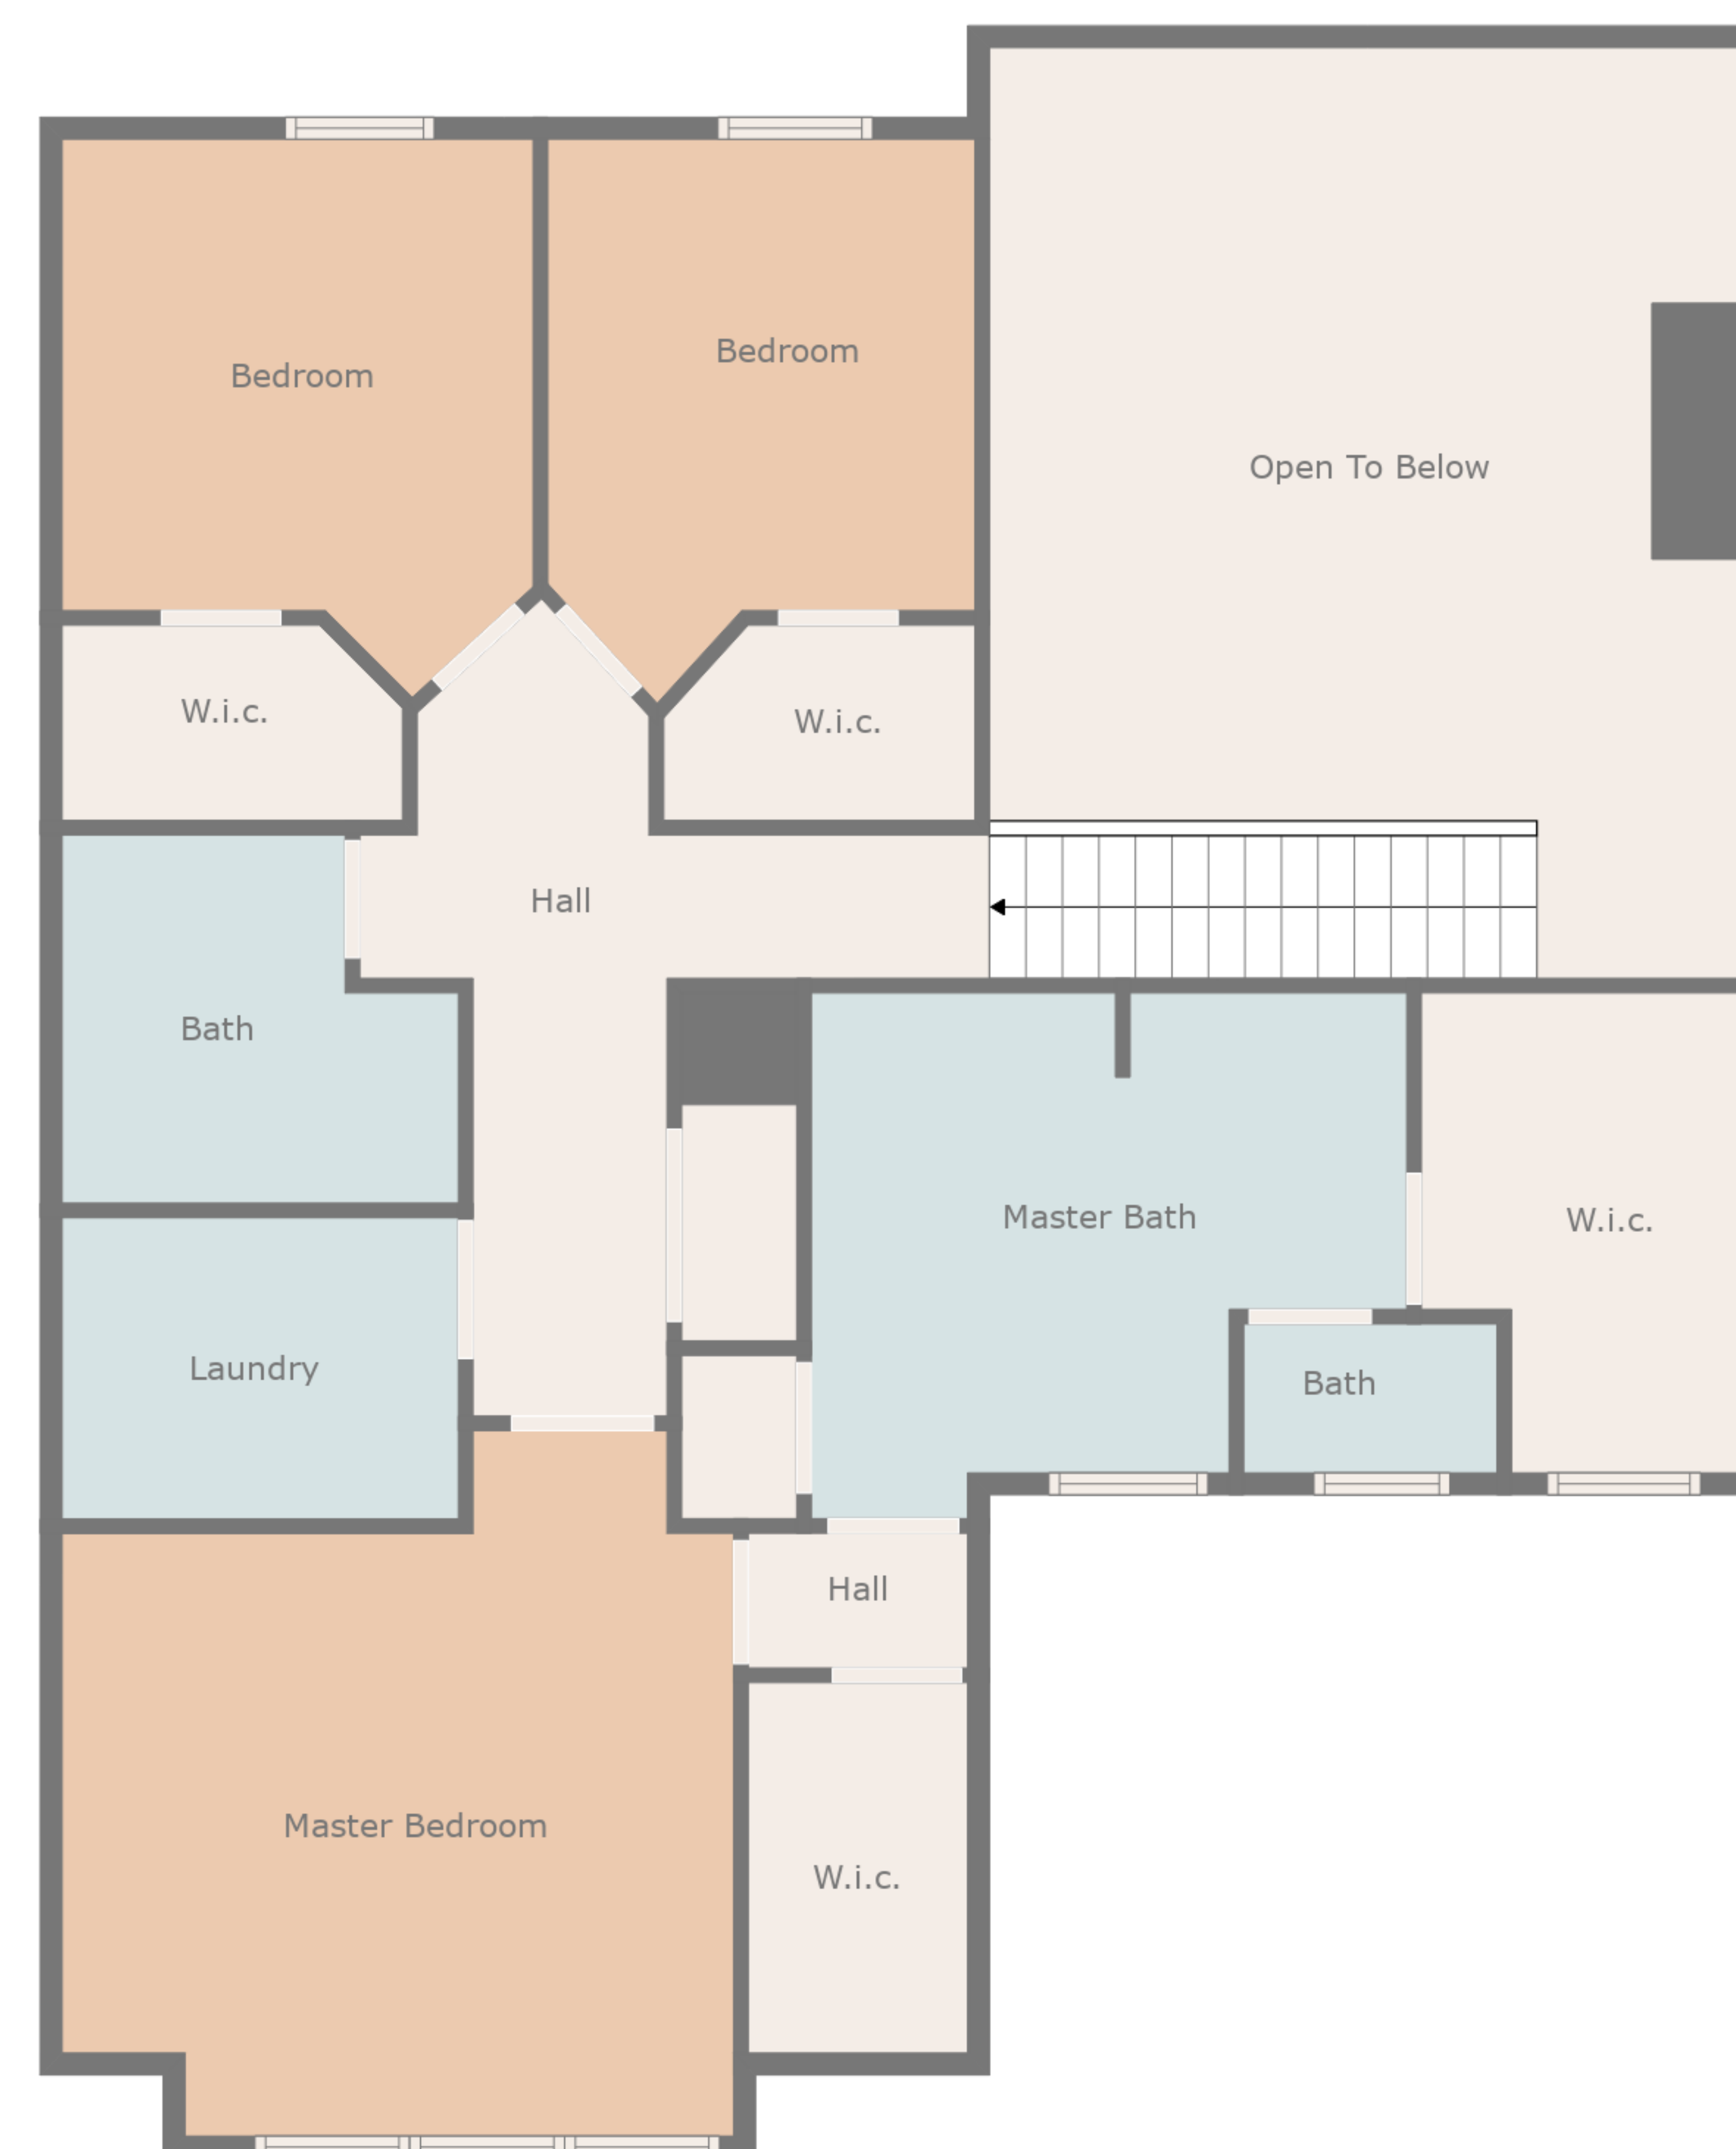 Bedroom
Bedroom
Open To Below
W.i.c.
W.i.c.
Hall
Bath
Master Bath
W.i.c.
Laundry
Bath
Hall
Master Bedroom
W.i.c.